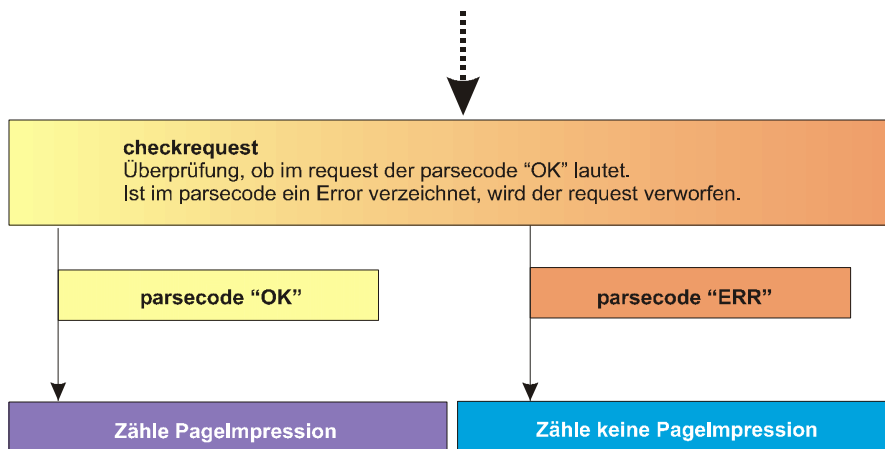 checkrequest
Überprüfung, ob im request der parsecode “OK” lautet.
Ist im parsecode ein Error verzeichnet, wird der request verworfen.
parsecode “OK”
parsecode “ERR”
Zähle PageImpression
Zähle keine PageImpression